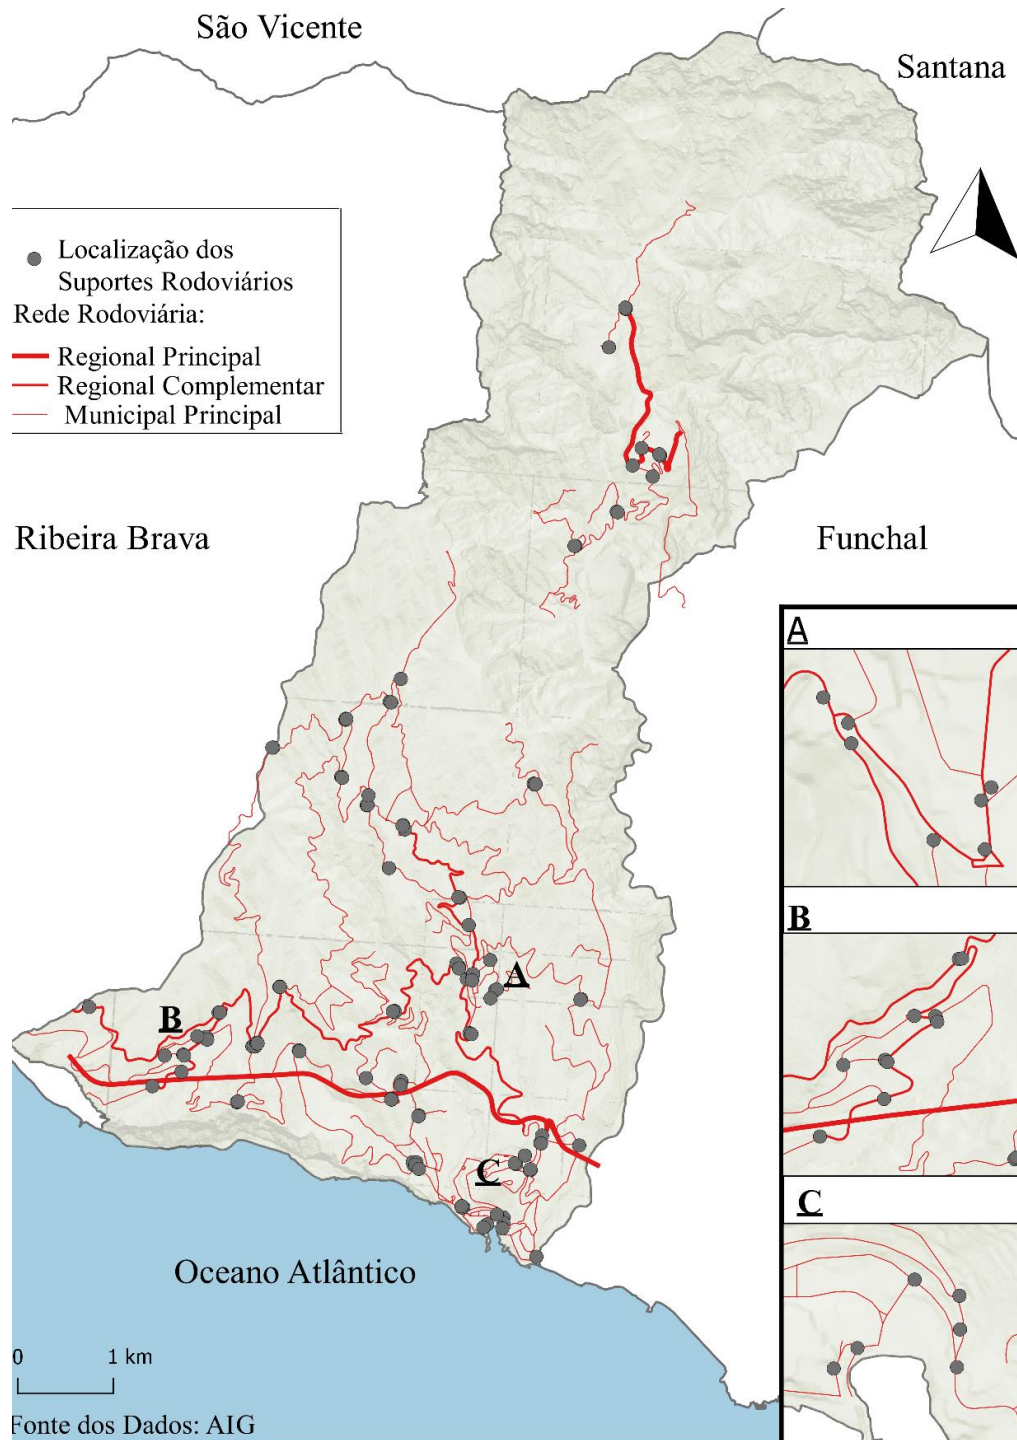 São Vicente
Santana
Localização dos
Suportes Rodoviários
Rede Rodoviária:
Regional Principal
Regional Complementar
Municipal Principal
Ribeira Brava
Funchal
A
B
C
A
B
C
Oceano Atlântico
0 1 km
Fonte dos Dados: AIG